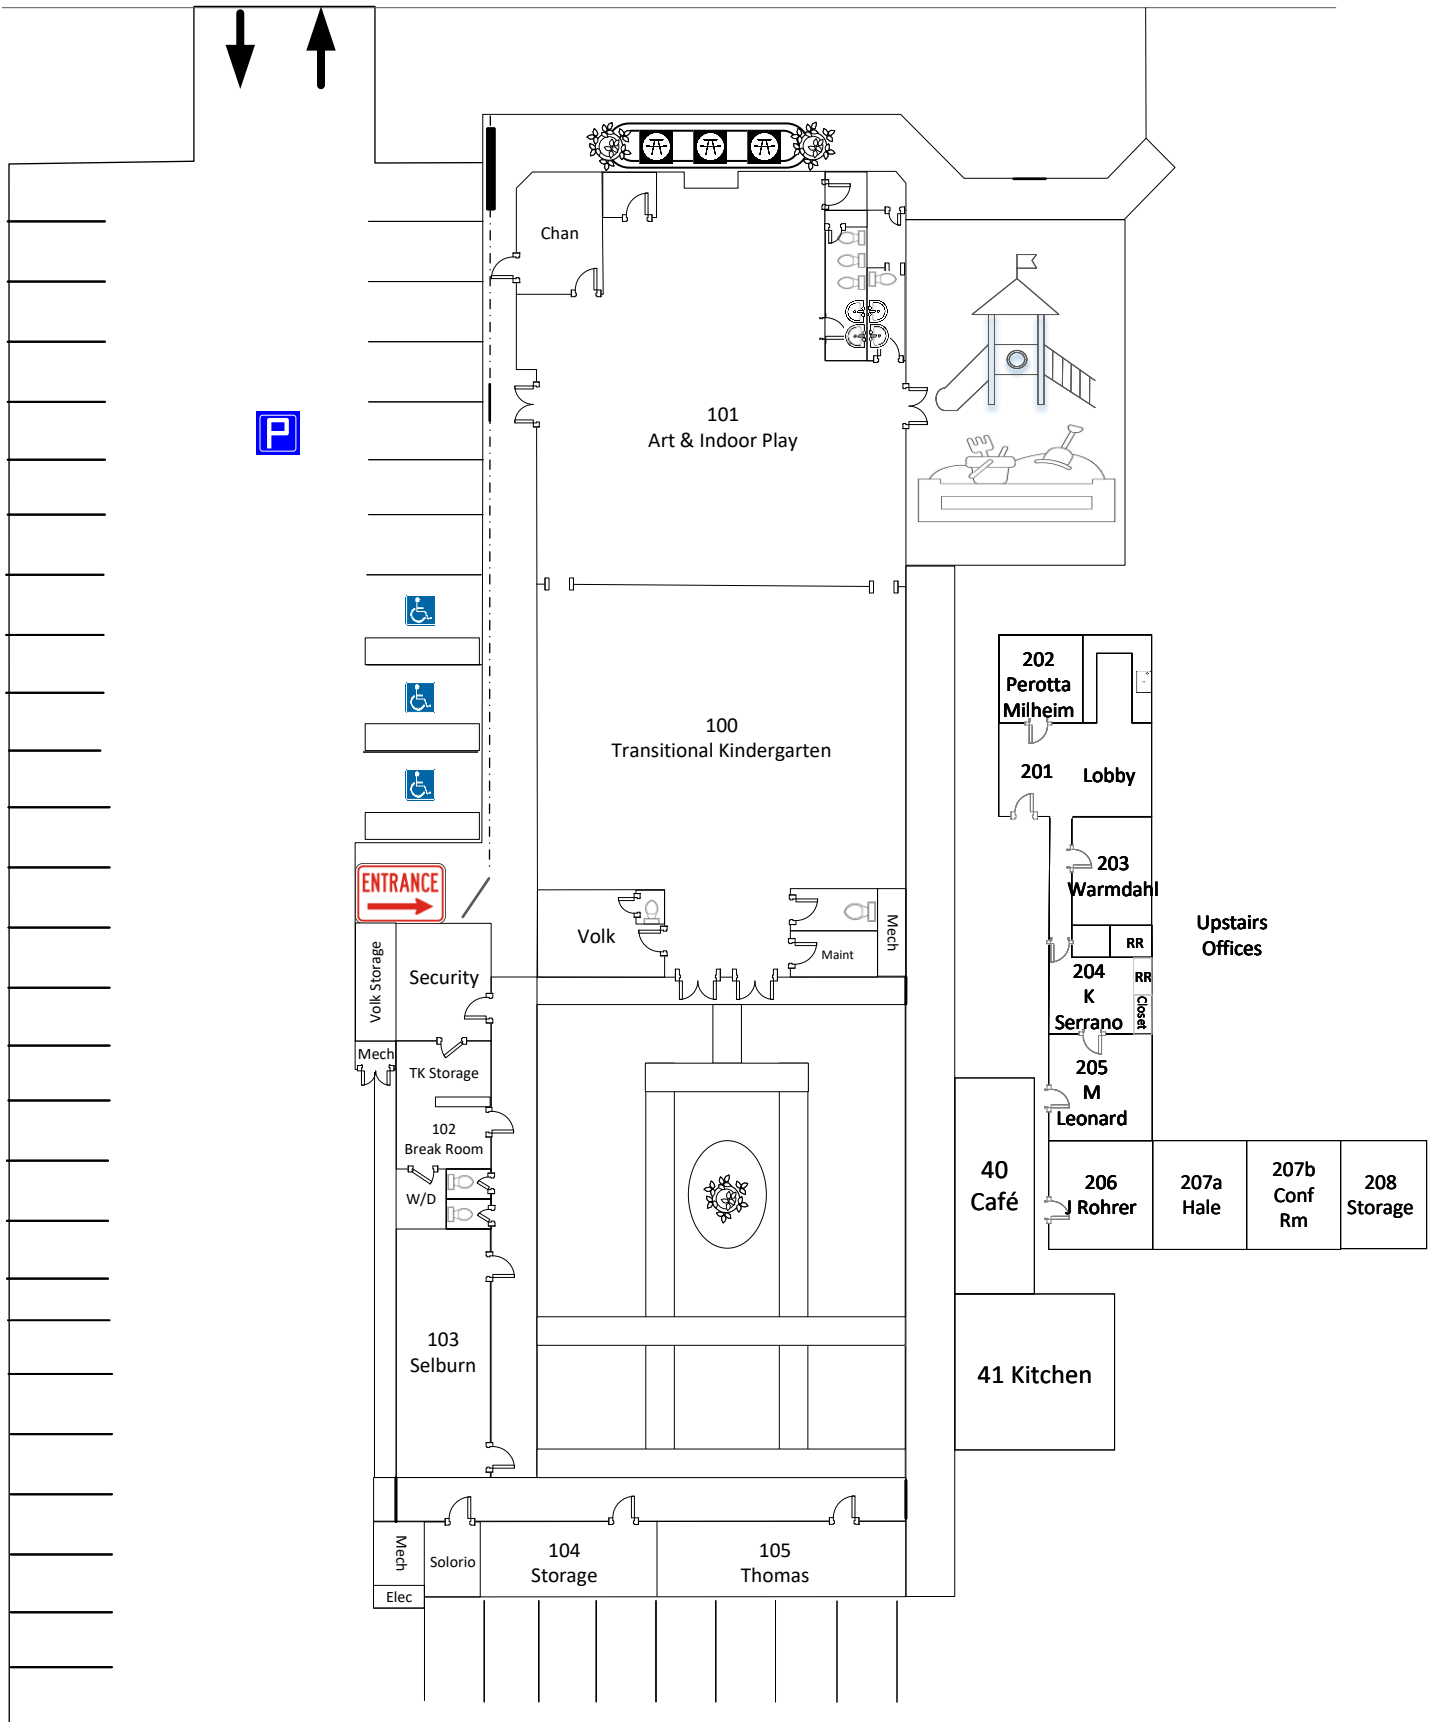 Chan
101
Art & Indoor Play
P
100
Transitional Kindergarten
202
Perotta
Milheim
201
Lobby
203
Warmdahl
ENTRANCE
Volk
Maint
Mech
Upstairs
Offices
RR
Volk Storage
Security
204
K
Serrano
RR
Closet
Mech
TK Storage
205
M
Leonard
102
Break Room
W/D
40
Café
206
J Rohrer
207a
Hale
207b
Conf
Rm
208
Storage
103
Selburn
41 Kitchen
Mech
Solorio
104
Storage
105
Thomas
Elec